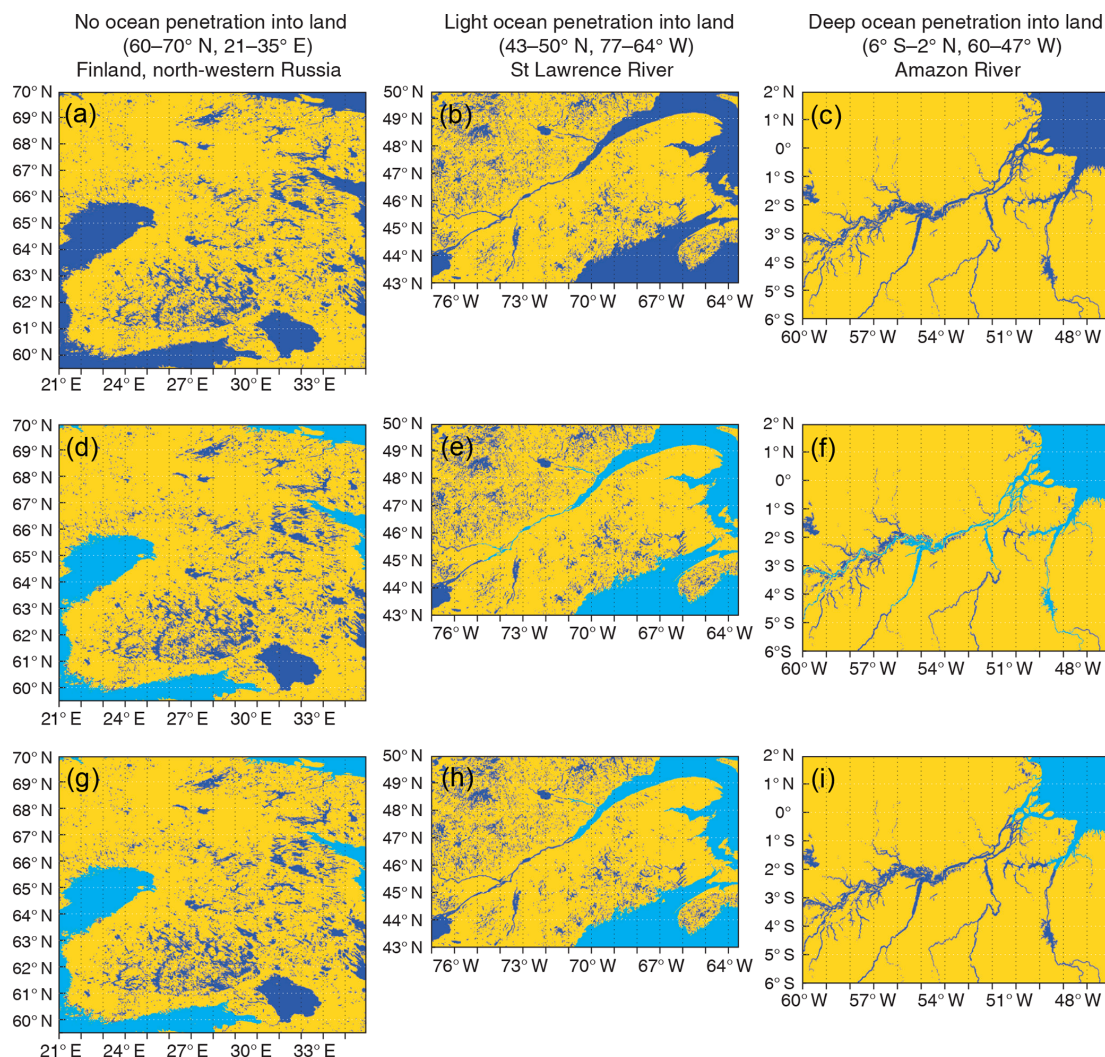 No ocean penetration into land
(60–70° N, 21–35° E)
Finland, north-western Russia
Light ocean penetration into land
(43–50° N, 77–64° W)
St Lawrence River
Deep ocean penetration into land
(6° S–2° N, 60–47° W)
Amazon River
(a)
70° N
69° N
68° N
67° N
66° N
65° N
64° N
63° N
62° N
61° N
60° N
21° E 24° E 27° E 30° E 33° E
(b)
50° N
49° N
48° N
47° N
46° N
45° N
44° N
43° N
76° W 73° W 70° W 67° W 64° W
(c)
2° N
1° N
0°
1° S
2° S
3° S
4° S
5° S
6° S
60° W 57° W 54° W 51° W 48° W
(d)
70° N
69° N
68° N
67° N
66° N
65° N
64° N
63° N
62° N
61° N
60° N
21° E 24° E 27° E 30° E 33° E
(e)
50° N
49° N
48° N
47° N
46° N
45° N
44° N
43° N
76° W 73° W 70° W 67° W 64° W
(f)
2° N
1° N
0°
1° S
2° S
3° S
4° S
5° S
6° S
60° W 57° W 54° W 51° W 48° W
(g)
70° N
69° N
68° N
67° N
66° N
65° N
64° N
63° N
62° N
61° N
60° N
21° E 24° E 27° E 30° E 33° E
(h)
50° N
49° N
48° N
47° N
46° N
45° N
44° N
43° N
76° W 73° W 70° W 67° W 64° W
(i)
2° N
1° N
0°
1° S
2° S
3° S
4° S
5° S
6° S
60° W 57° W 54° W 51° W 48° W